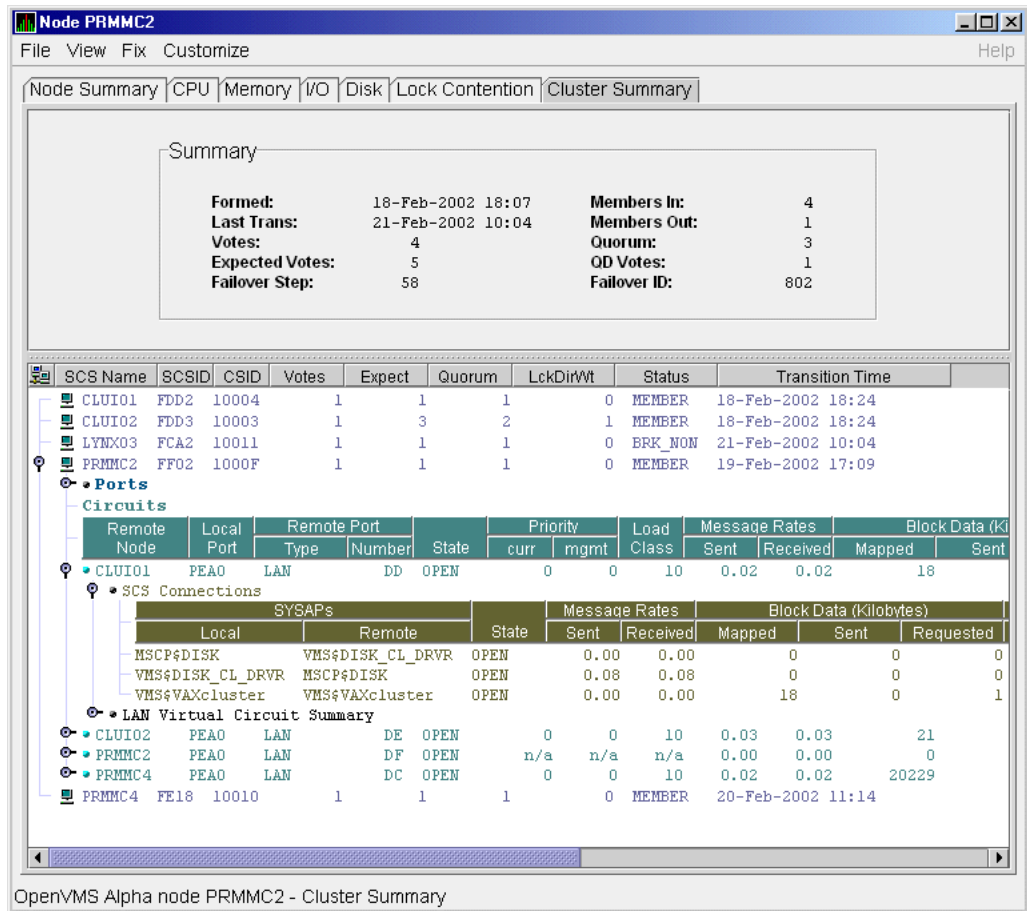 Node PRMMC2
File View Fix Customize Help
Node Summary CPU Memory I/O Disk Lock Contention Cluster Summary
Summary
Formed: 18-Feb-2002 18:07 Members In: 4
Last Trans: 21-Feb-2002 10:04 Members Out: 1
Votes: 4 Quorum: 3
Expected Votes: 5 QD Votes: 1
Failover Step: 58 Failover ID: 802
SCS Name SCSID CSID Votes Expect Quorum LckDirWt Status Transition Time
CLUI01 FDD2 10004 1 1 1 0 MEMBER 18-Feb-2002 18:24
CLUI02 FDD3 10003 1 3 2 1 MEMBER 18-Feb-2002 18:24
LYNX03 FCA2 10011 1 1 1 0 BRK_NON 21-Feb-2002 10:04
PRMMC2 FF02 1000F 1 1 1 0 MEMBER 19-Feb-2002 17:09
Ports
Circuits
Remote Local Remote Port Priority Load Message Rates Block Data (Ki
Node Port Type Number State curr mgmt Class Sent Received Mapped Sent
CLUI01 PEA0 LAN DD OPEN 0 0 10 0.02 0.02 18
SCS Connections
SYSAPs Message Rates Block Data (Kilobytes)
Local Remote State Sent Received Mapped Sent Requested
MSCP$DISK VMS$DISK_CL_DRVR OPEN 0.00 0.00 0 0 0
VMS$DISK_CL_DRVR MSCP$DISK OPEN 0.08 0.08 0 0 0
VMS$VAXcluster VMS$VAXcluster OPEN 0.00 0.00 18 0 1
LAN Virtual Circuit Summary
CLUI02 PEA0 LAN DE OPEN 0 0 10 0.03 0.03 21
PRMMC2 PEA0 LAN DF OPEN n/a n/a n/a 0.00 0.00 0
PRMMC4 PEA0 LAN DC OPEN 0 0 10 0.02 0.02 20229
PRMMC4 FE18 10010 1 1 1 0 MEMBER 20-Feb-2002 11:14
OpenVMS Alpha node PRMMC2 - Cluster Summary